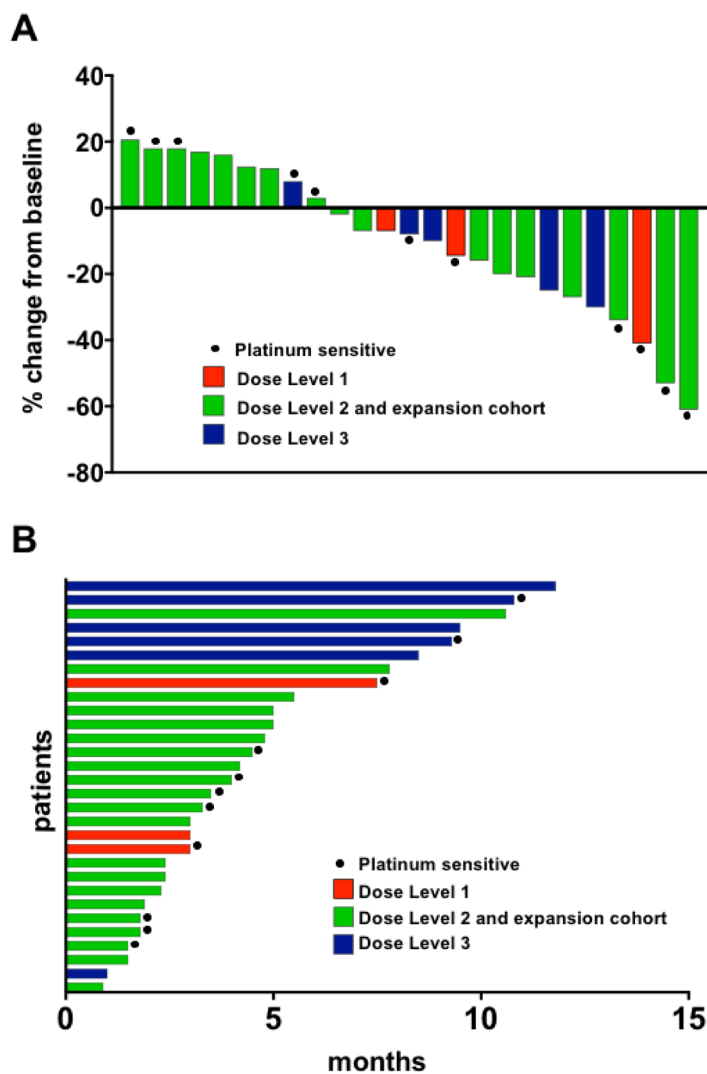 A
% change from baseline
40
20
0
-20
-40
-60
-80
Platinum sensitive
Dose Level 1
Dose Level 2 and expansion cohort
Dose Level 3
B
patients
Platinum sensitive
Dose Level 1
Dose Level 2 and expansion cohort
Dose Level 3
0 5 10 15
months